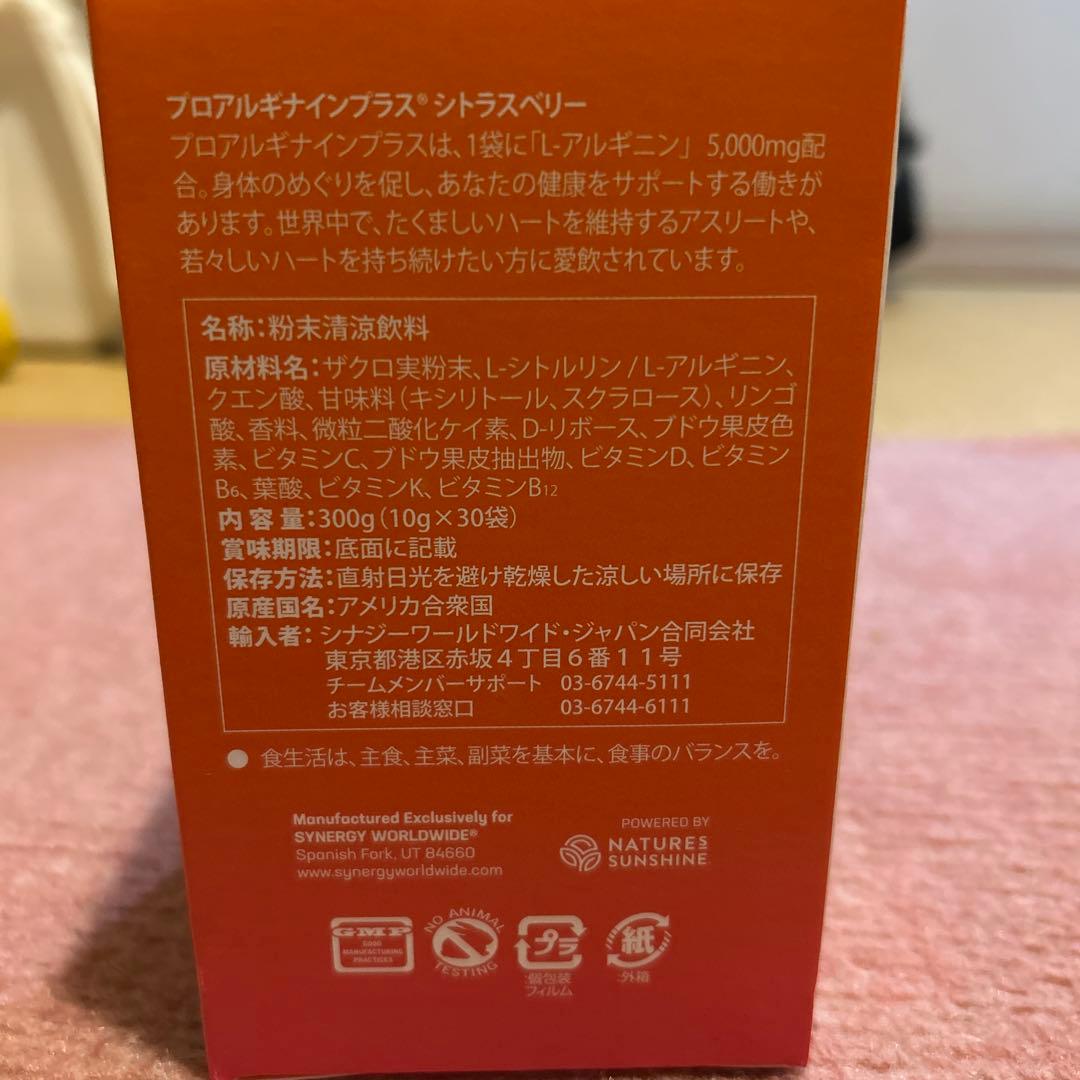 プロアルギナインプラス® シトラスベリー
プロアルギナインプラスは、1袋に「L-アルギニン」 5,000mg配
合。身体のめぐりを促し、あなたの健康をサポートする働きが
あります。世界中で、たくましいハートを維持するアスリートや、
若々しいハートを持ち続けたい方に愛飲されています。
名称：粉末清涼飲料
原材料名：ザクロ実粉末、L-シトルリン / L-アルギニン、
クエン酸、甘味料（キシリトール、スクラロース）、リンゴ
酸、香料、微粒二酸化ケイ素、D-リボース、ブドウ果皮色
素、ビタミンC、ブドウ果皮抽出物、ビタミンD、ビタミン
B6、葉酸、ビタミンK、ビタミンB12
内容量：300g（10g×30袋）
賞味期限：底面に記載
保存方法：直射日光を避け乾燥した涼しい場所に保存
原産国名：アメリカ合衆国
輸入者：シナジーワールドワイド・ジャパン合同会社
東京都港区赤坂４丁目６番１１号
チームメンバーサポート 03-6744-5111
お客様相談窓口 03-6744-6111
● 食生活は、主食、主菜、副菜を基本に、食事のバランスを。
Manufactured Exclusively for
SYNERGY WORLDWIDE®
Spanish Fork, UT 84660
www.synergyworldwide.com
POWERED BY
NATURES
SUNSHINE
GMP
GOOD
MANUFACTURING
PRACTICES
NO ANIMAL
TESTING
プラ
:個包装
フィルム
紙
:外箱